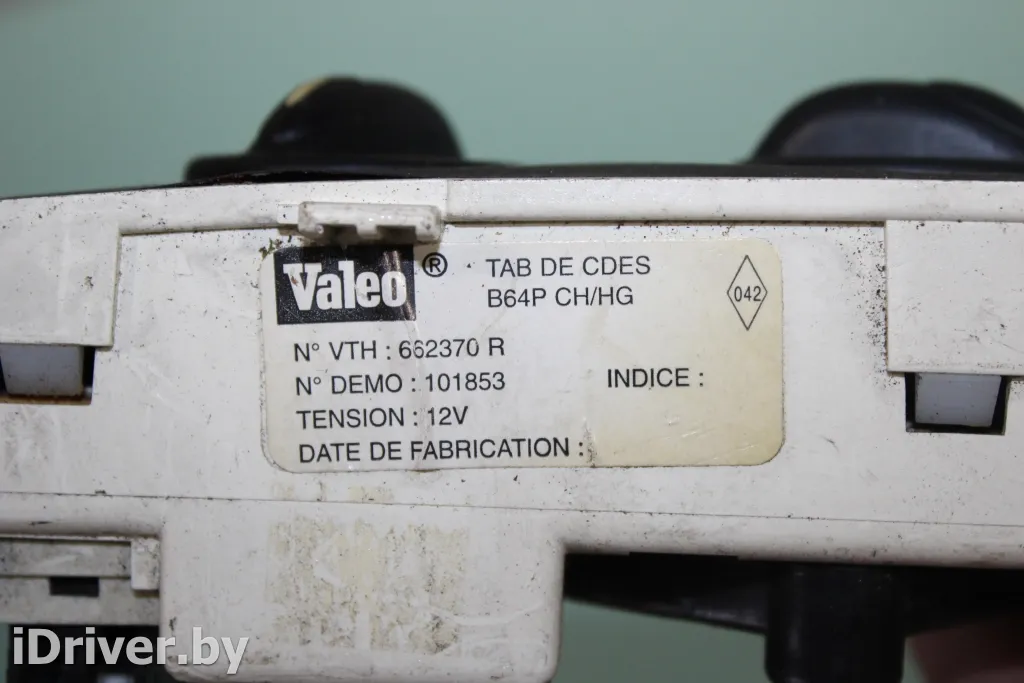 Valeo ® TAB DE CDES
B64P CH/HG
042
N° VTH : 662370 R
N° DEMO : 101853 INDICE :
TENSION : 12V
DATE DE FABRICATION :
iDriver.by